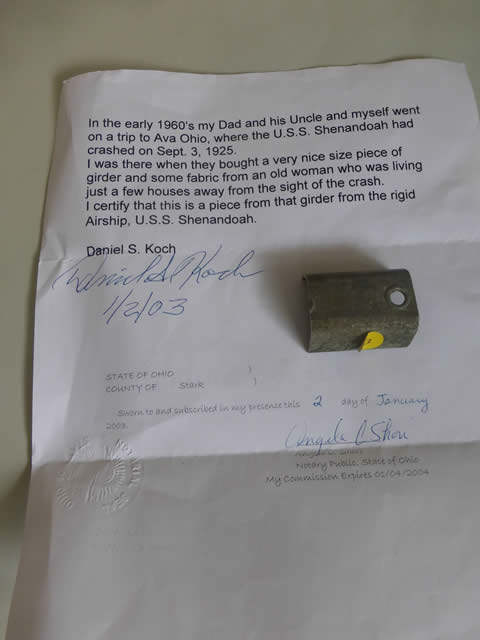 In the early 1960's my Dad and his Uncle and myself went
on a trip to Ava Ohio, where the U.S.S. Shenandoah had
crashed on Sept. 3, 1925.
I was there when they bought a very nice size piece of
girder and some fabric from an old woman who was living
just a few houses away from the sight of the crash.
I certify that this is a piece from that girder from the rigid
Airship, U.S.S. Shenandoah.
Daniel S. Koch
Daniel S Koch
1/2/03
STATE OF OHIO )
COUNTY OF Stark )
Sworn to and subscribed in my presence this 2 day of January
2003.
Angela L Shori
Notary Public, State of Ohio
My Commission Expires 01/04/2004